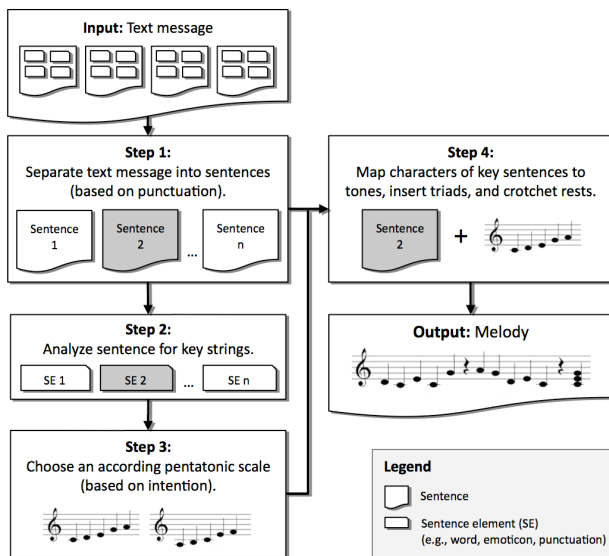 Input: Text message
Step 1:
Separate text message into sentences
(based on punctuation).
Sentence
1
Sentence
2
...
Sentence
n
Step 2:
Analyze sentence for key strings.
SE 1
SE 2
...
SE n
Step 3:
Choose an according pentatonic scale
(based on intention).
Step 4:
Map characters of key sentences to
tones, insert triads, and crotchet rests.
Sentence
2
+
Output: Melody
Legend
Sentence
Sentence element (SE)
(e.g., word, emoticon, punctuation)